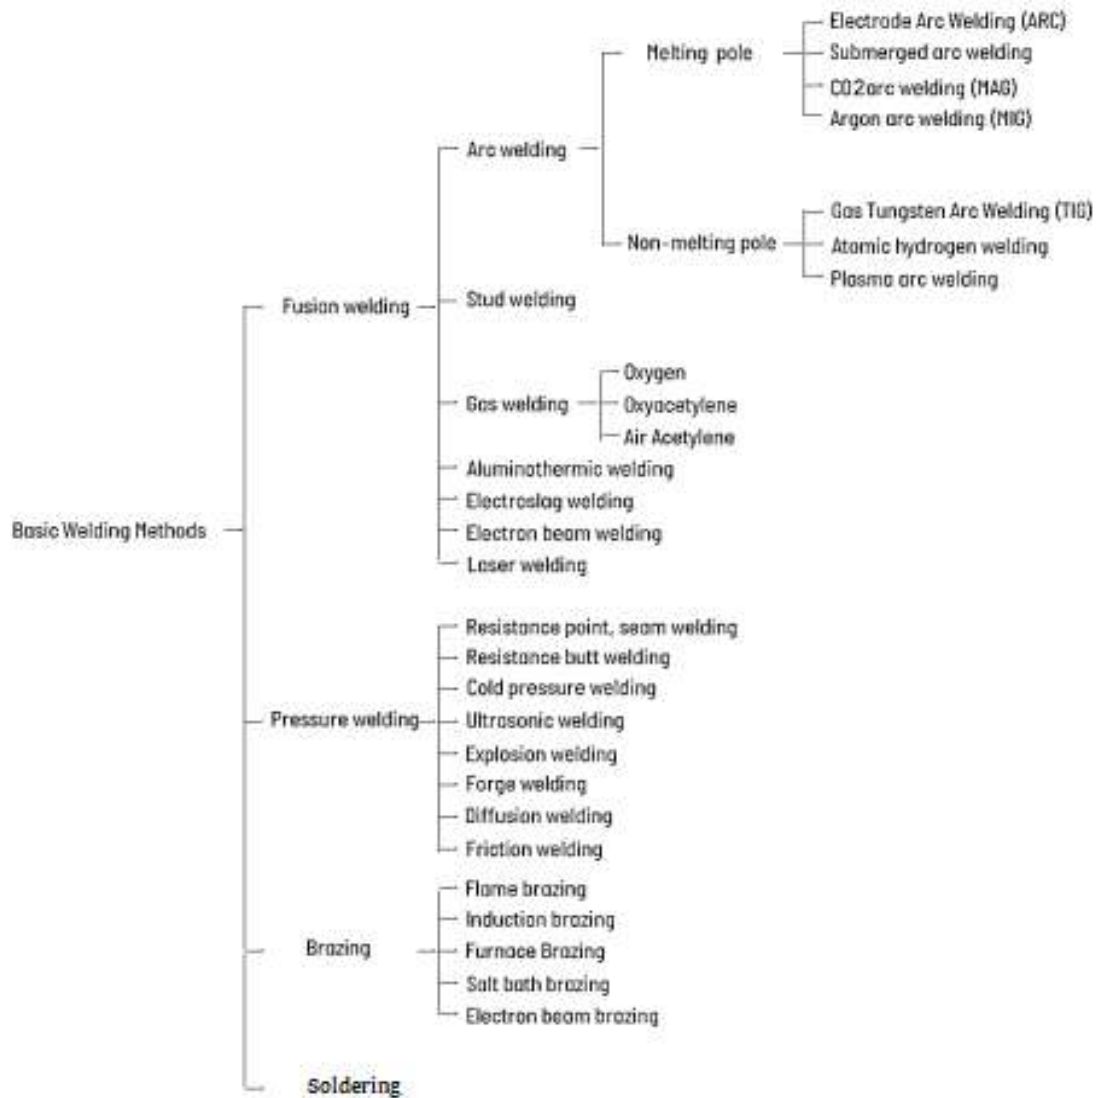 Basic Welding Methods
Fusion welding
Arc welding
Melting pole
Electrode Arc Welding (ARC)
Submerged arc welding
CO2arc welding (MAG)
Argon arc welding (MIG)
Non-melting pole
Gas Tungsten Arc Welding (TIG)
Atomic hydrogen welding
Plasma arc welding
Stud welding
Gas welding
Oxygen
Oxyacetylene
Air Acetylene
Aluminothermic welding
Electroslag welding
Electron beam welding
Laser welding
Pressure welding
Resistance point, seam welding
Resistance butt welding
Cold pressure welding
Ultrasonic welding
Explosion welding
Forge welding
Diffusion welding
Friction welding
Brazing
Flame brazing
Induction brazing
Furnace Brazing
Salt bath brazing
Electron beam brazing
Soldering